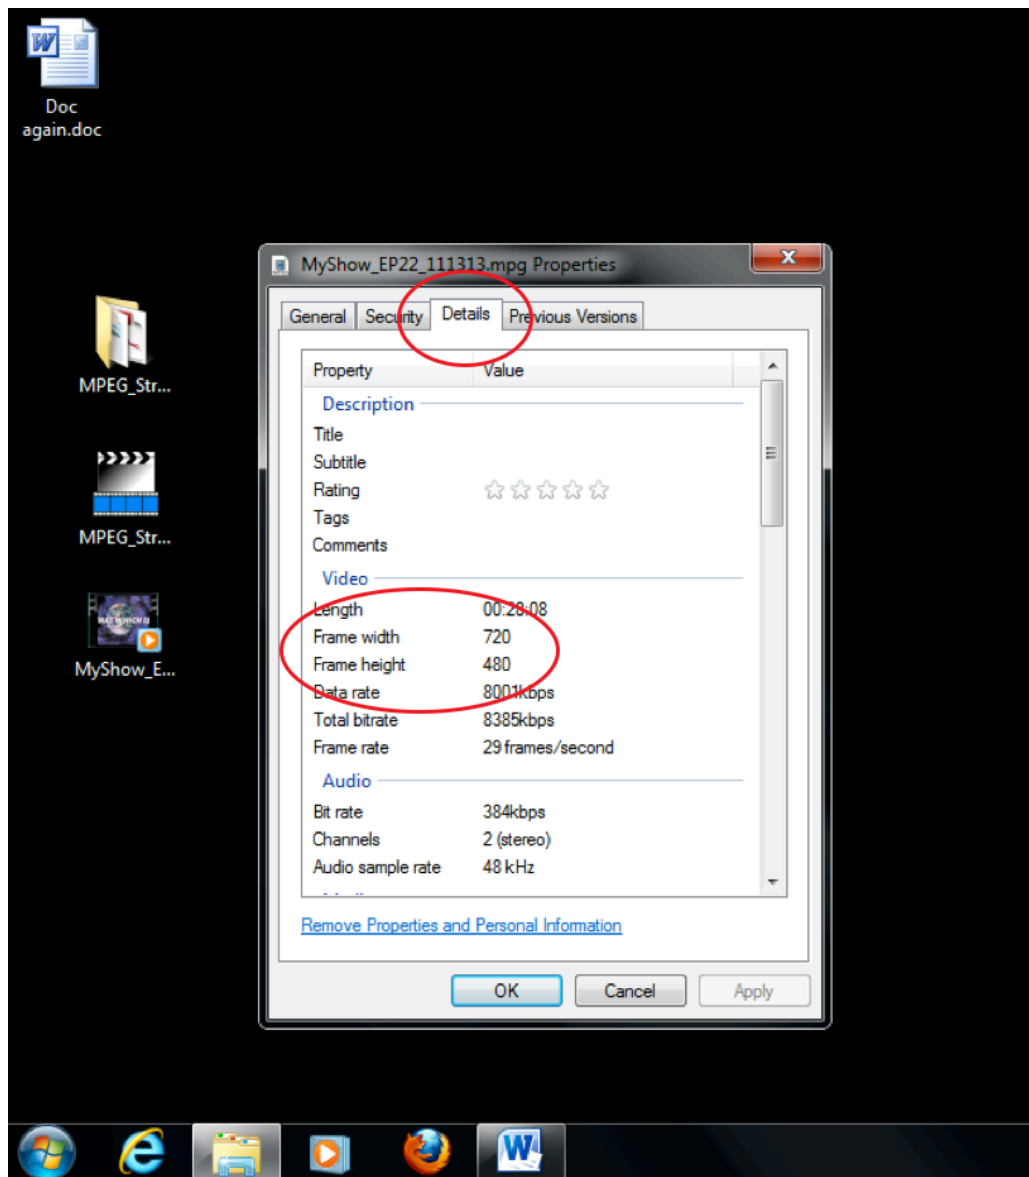 Doc
again.doc
MyShow_EP22_111313.mpg Properties
General Security Details Previous Versions
MPEG_Str...
Property Value
Description
Title
Subtitle
Rating
Tags
MPEG_Str...
Comments
Video
Length 00:28:08
Frame width 720
Frame height 480
MyShow_E...
Data rate 8001kbps
Total bitrate 8385kbps
Frame rate 29 frames/second
Audio
Bit rate 384kbps
Channels 2 (stereo)
Audio sample rate 48 kHz
Remove Properties and Personal Information
OK Cancel Apply